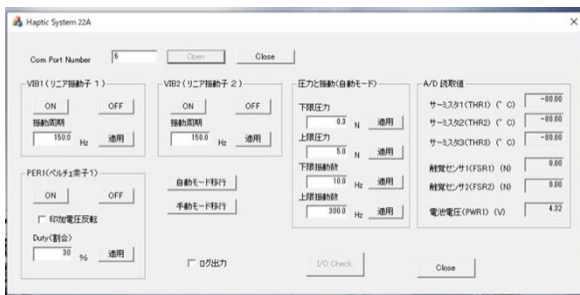 Haptic System 22A
Com Port Number 6 Open Close
VIB1(リニア振動子 1)
ON OFF
振動周期
150.0 Hz 適用
VIB2(リニア振動子 2)
ON OFF
振動周期
150.0 Hz 適用
圧力と振動(自動モード)
下限圧力
0.3 N 適用
上限圧力
5.0 N 適用
下限振動数
10.0 Hz 適用
上限振動数
300.0 Hz 適用
A/D 読取値
サーミスタ1(THR1) (°C) -80.00
サーミスタ2(THR2) (°C) -80.00
サーミスタ3(THR3) (°C) -80.00
触覚センサ1(FSR1) (N) 0.00
触覚センサ2(FSR2) (N) 0.00
電池電圧(PWR1) (V) 4.32
PER1(ペルチェ素子1)
ON OFF
印加電圧反転
Duty(割合)
30 % 適用
自動モード移行
手動モード移行
ログ出力
I/O Check
Close